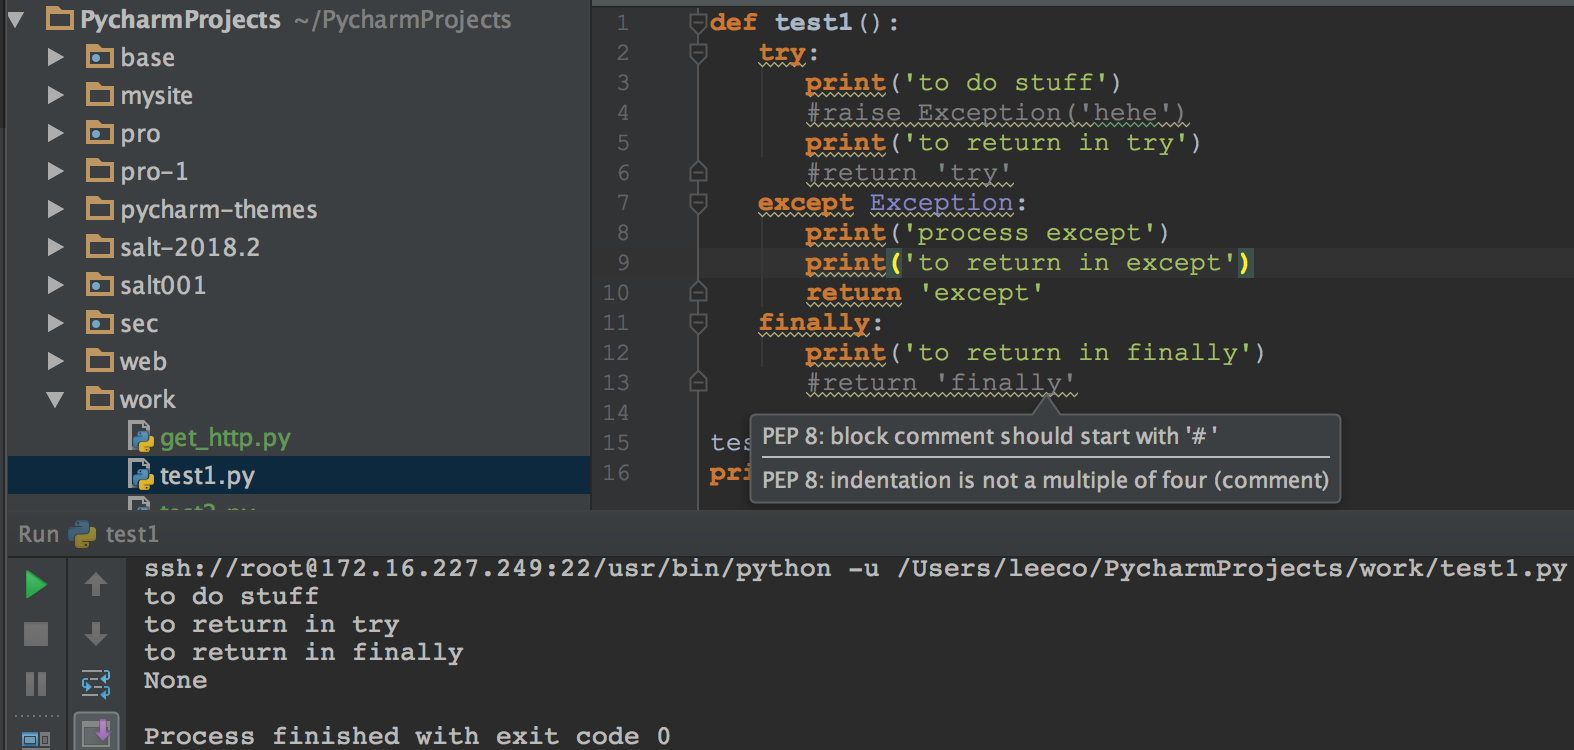 PycharmProjects ~/PycharmProjects
base
mysite
pro
pro-1
pycharm-themes
salt-2018.2
salt001
sec
web
work
get_http.py
test1.py
1 def test1():
2 try:
3 print('to do stuff')
4 #raise Exception('hehe')
5 print('to return in try')
6 #return 'try'
7 except Exception:
8 print('process except')
9 print('to return in except')
10 return 'except'
11 finally:
12 print('to return in finally')
13 #return 'finally'
14
15 tes
16 pri
PEP 8: block comment should start with '# '
PEP 8: indentation is not a multiple of four (comment)
Run test1
ssh://root@172.16.227.249:22/usr/bin/python -u /Users/leeco/PycharmProjects/work/test1.py
to do stuff
to return in try
to return in finally
None
Process finished with exit code 0